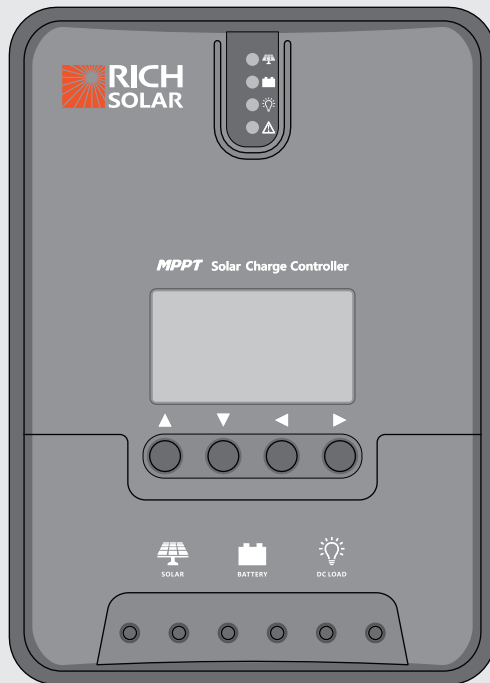 RICH
SOLAR
MPPT Solar Charge Controller
SOLAR
BATTERY
DC LOAD